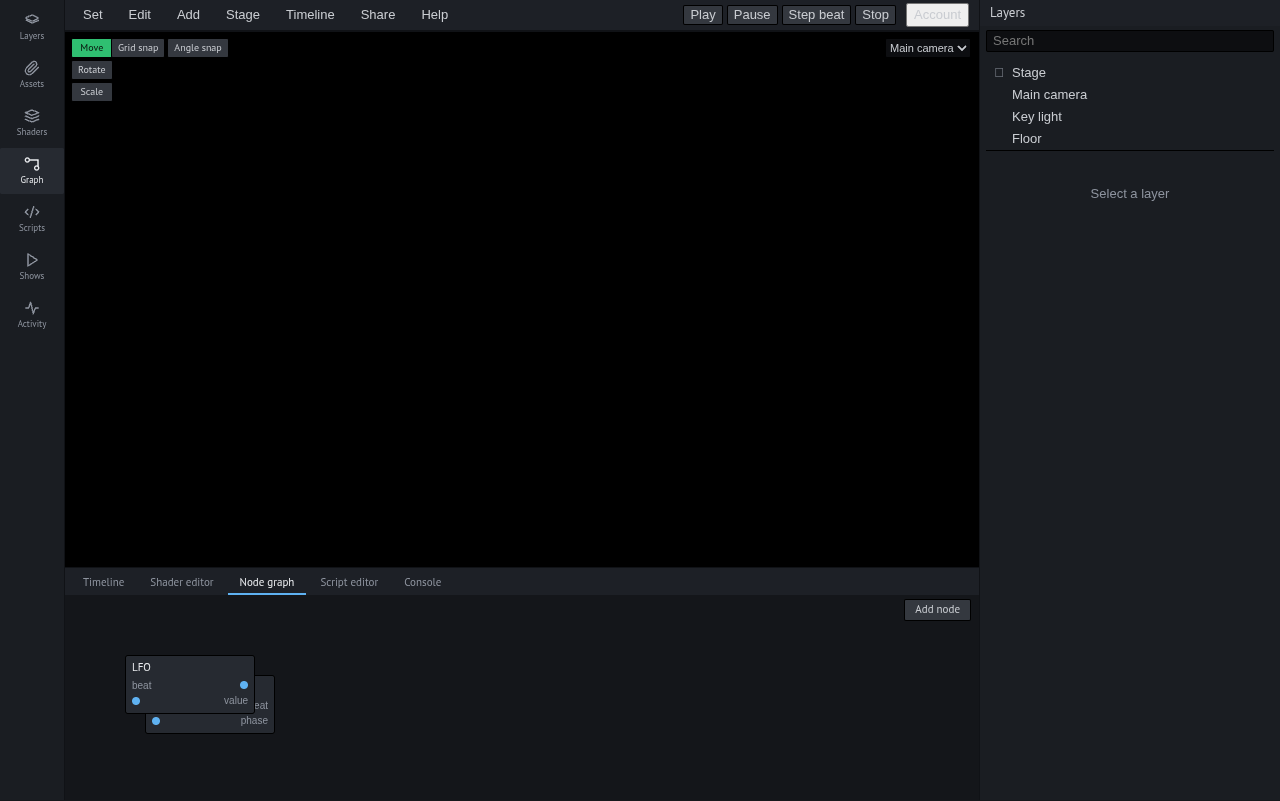 Layers
Assets
Shaders
Graph
Scripts
Shows
Activity
Set Edit Add Stage Timeline Share Help
Play Pause Step beat Stop Account
Move Grid snap Angle snap
Rotate
Scale
Main camera
Timeline Shader editor Node graph Script editor Console
Add node
LFO
beat
value
phase
Layers
Search
Stage
Main camera
Key light
Floor
Select a layer